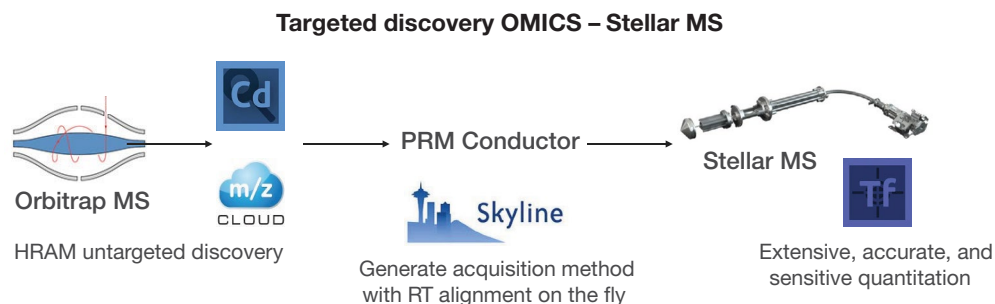 Targeted discovery OMICS – Stellar MS
Cd
m/z
CLOUD
Orbitrap MS
HRAM untargeted discovery
PRM Conductor
Skyline
Generate acquisition method
with RT alignment on the fly
Stellar MS
Tf
Extensive, accurate, and
sensitive quantitation